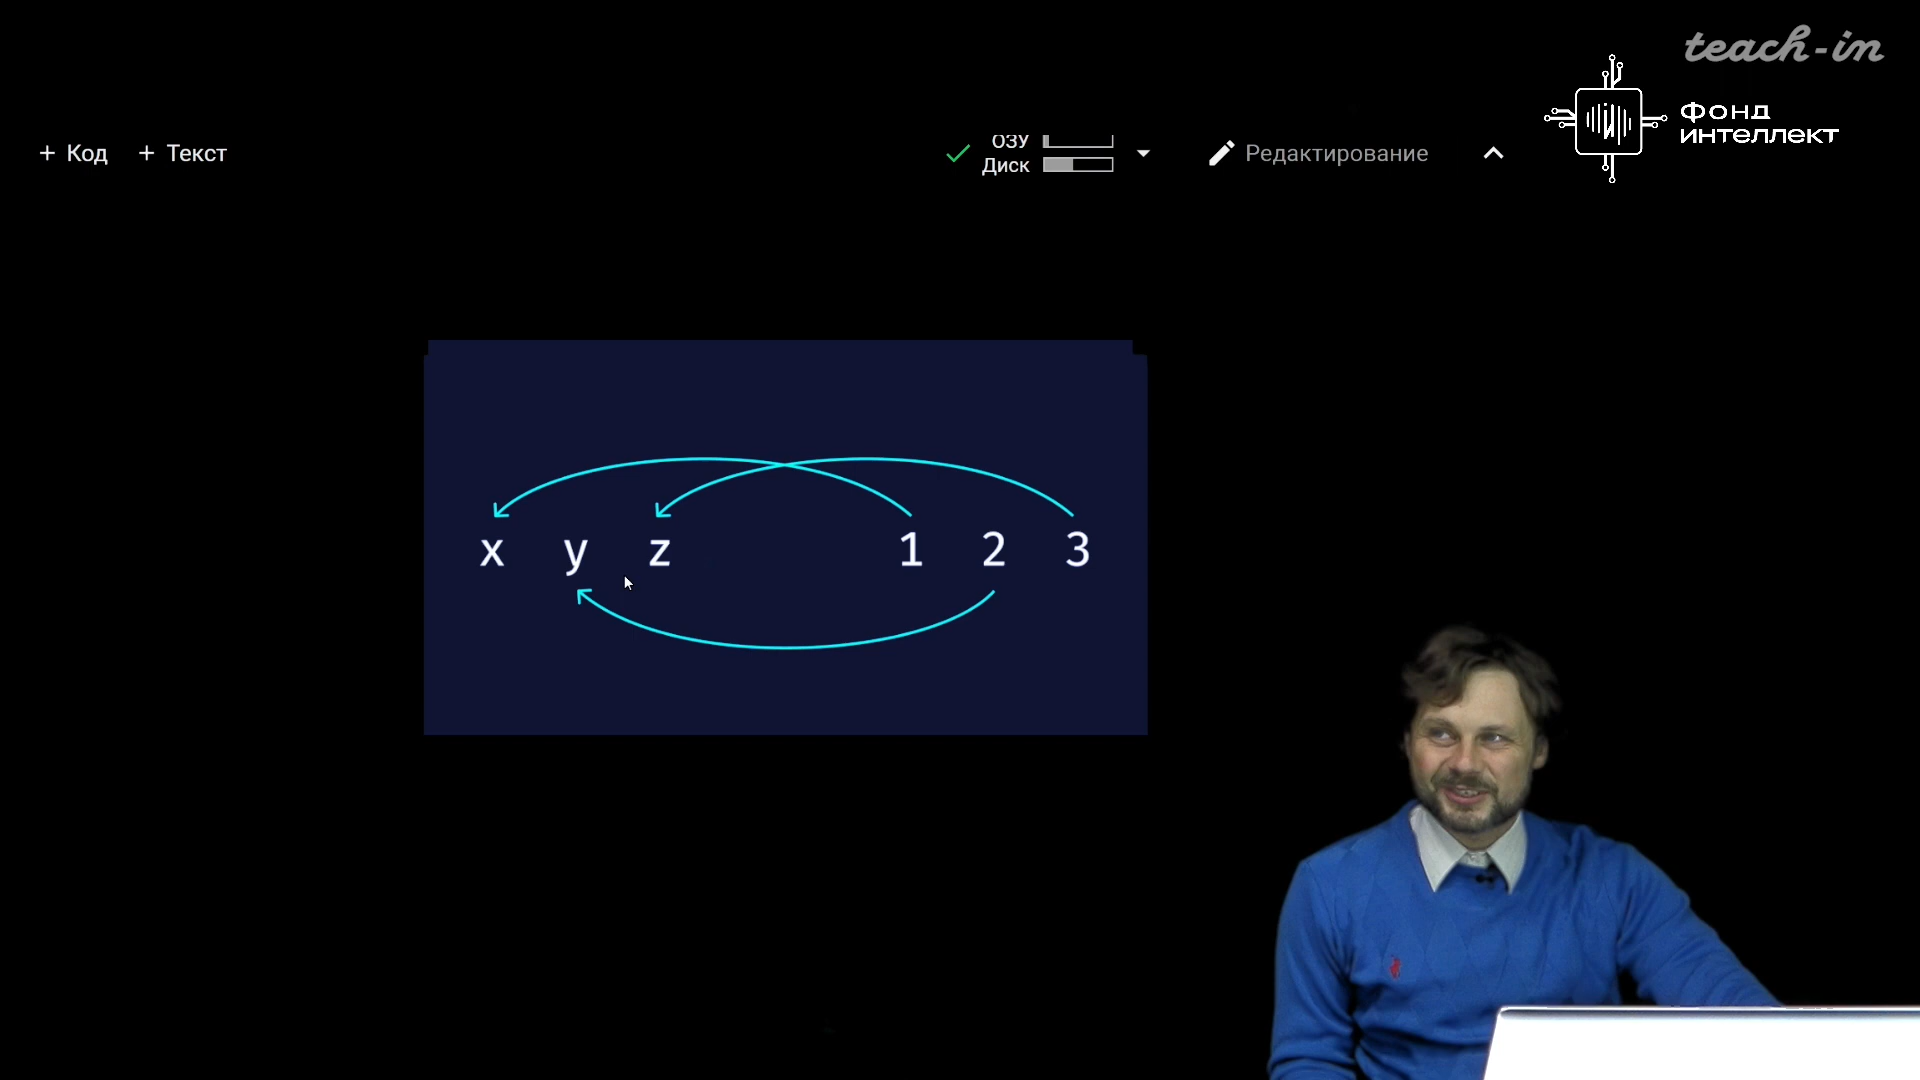 teach-in
Фонд
интеллект
+ Код + Текст
ОЗУ
Диск
Редактирование
x y z 1 2 3